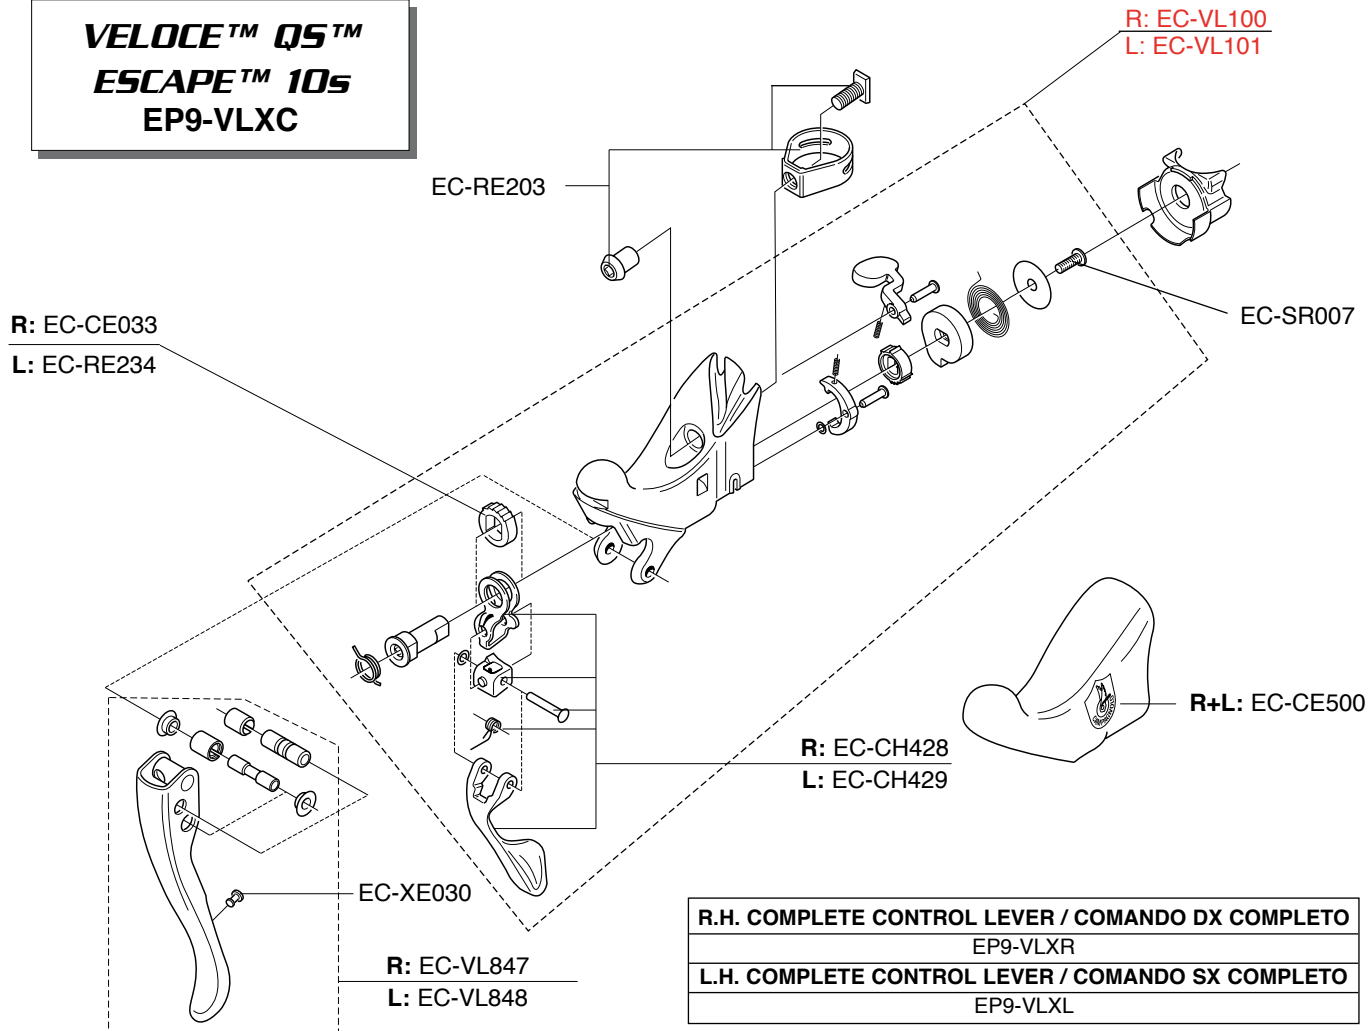 VELOCE™ QS™
ESCAPE™ 10s
EP9-VLXC
R: EC-VL100
L: EC-VL101
EC-RE203
EC-SR007
R: EC-CE033
L: EC-RE234
R+L: EC-CE500
R: EC-CH428
L: EC-CH429
EC-XE030
R: EC-VL847
L: EC-VL848
R.H. COMPLETE CONTROL LEVER / COMANDO DX COMPLETO
EP9-VLXR
L.H. COMPLETE CONTROL LEVER / COMANDO SX COMPLETO
EP9-VLXL